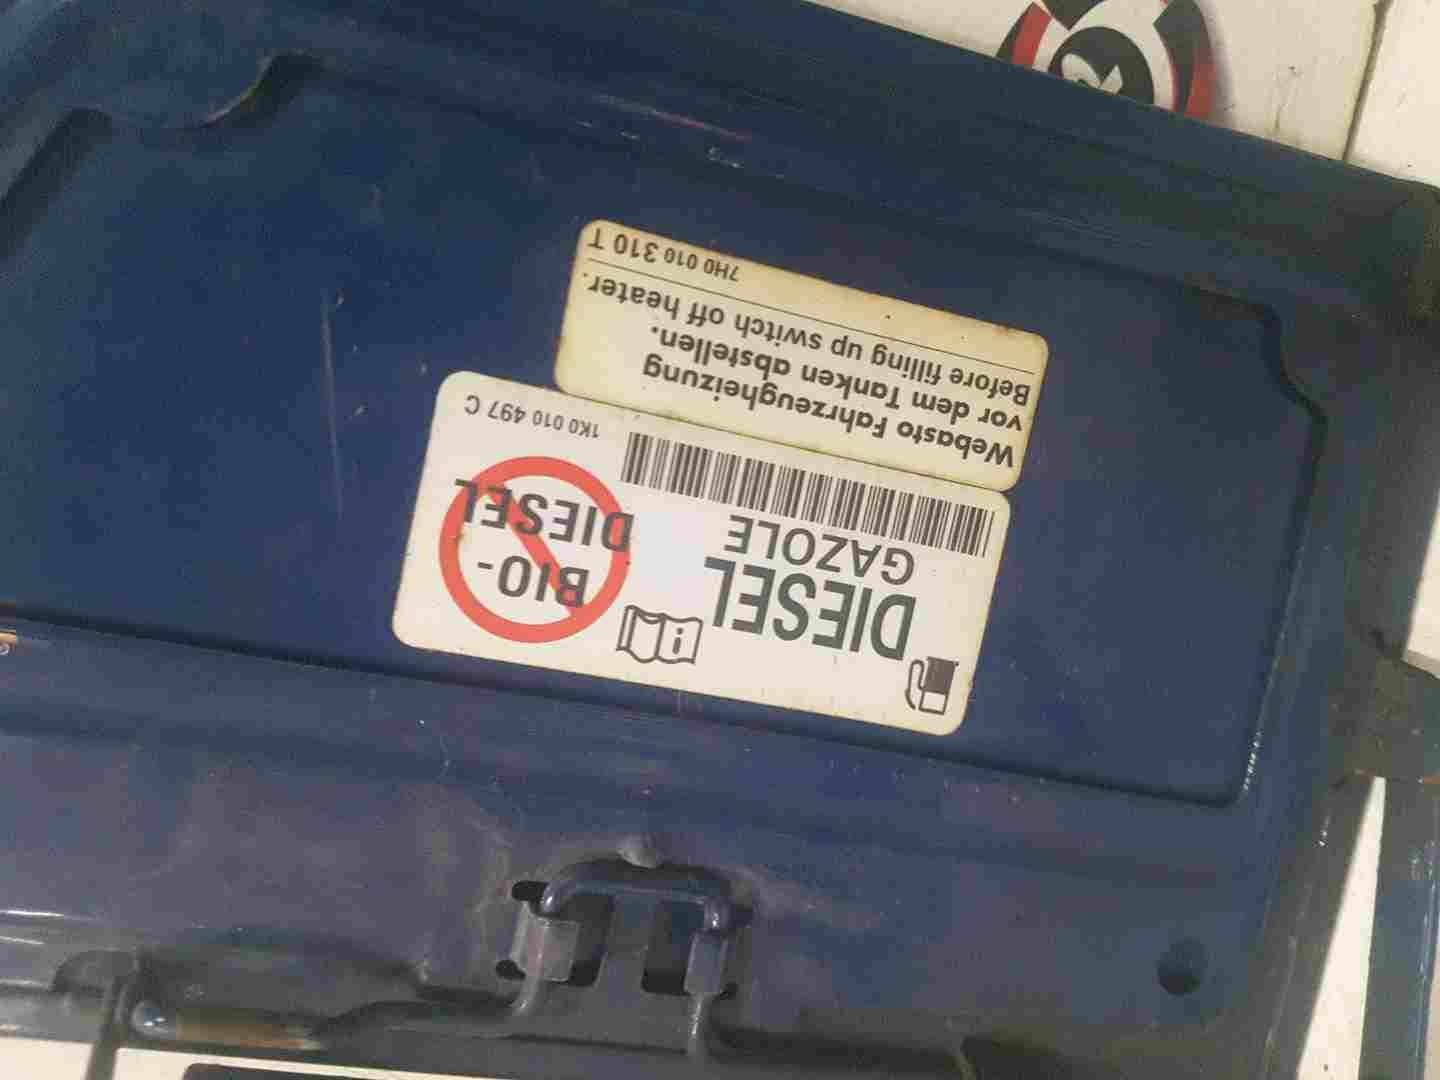 DIESEL
GAZOLE
BIO-
DIESEL
1K0 010 497 C
Webasto Fahrzeugheizung
vor dem Tanken abstellen.
Before filling up switch off heater.
7H0 010 310 T